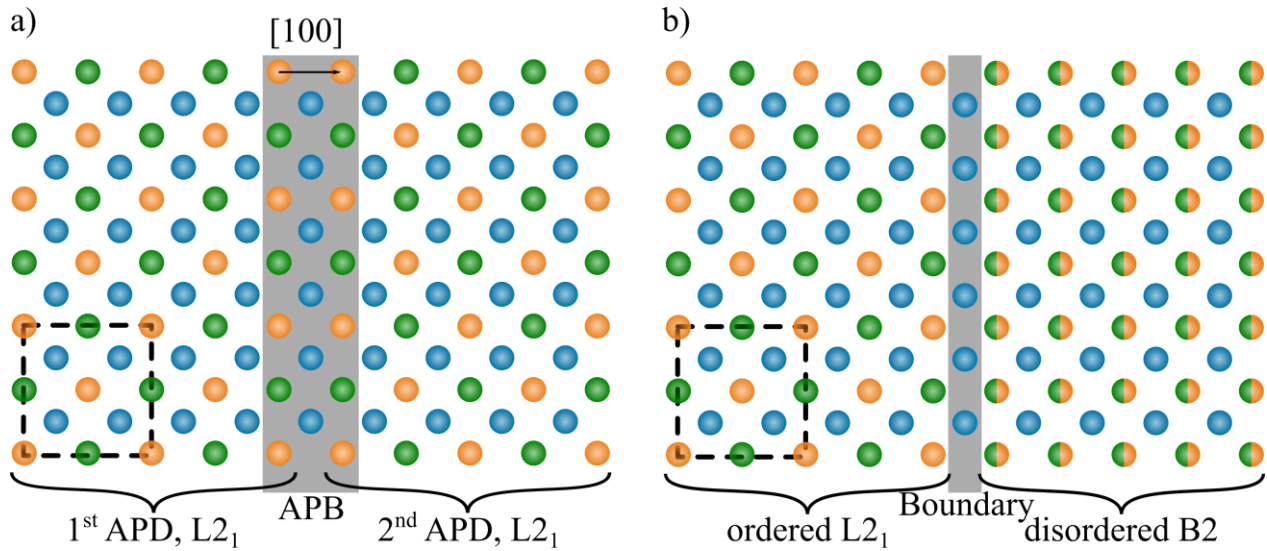 a)
[100]
APB
1st APD, L21
2nd APD, L21
b)
Boundary
ordered L21
disordered B2